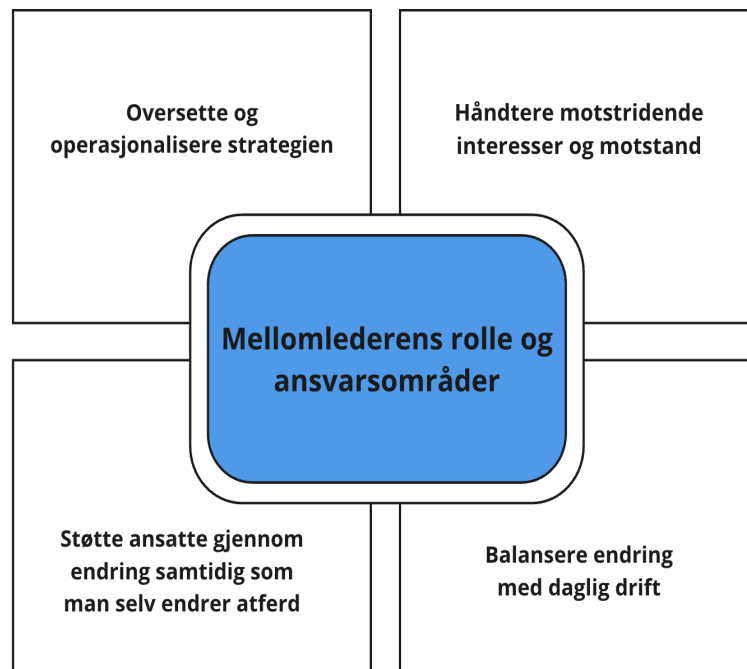 Oversette og
operasjonalisere strategien
Håndtere motstridende
interesser og motstand
Mellomlederens rolle og
ansvarsområder
Støtte ansatte gjennom
endring samtidig som
man selv endrer atferd
Balansere endring
med daglig drift